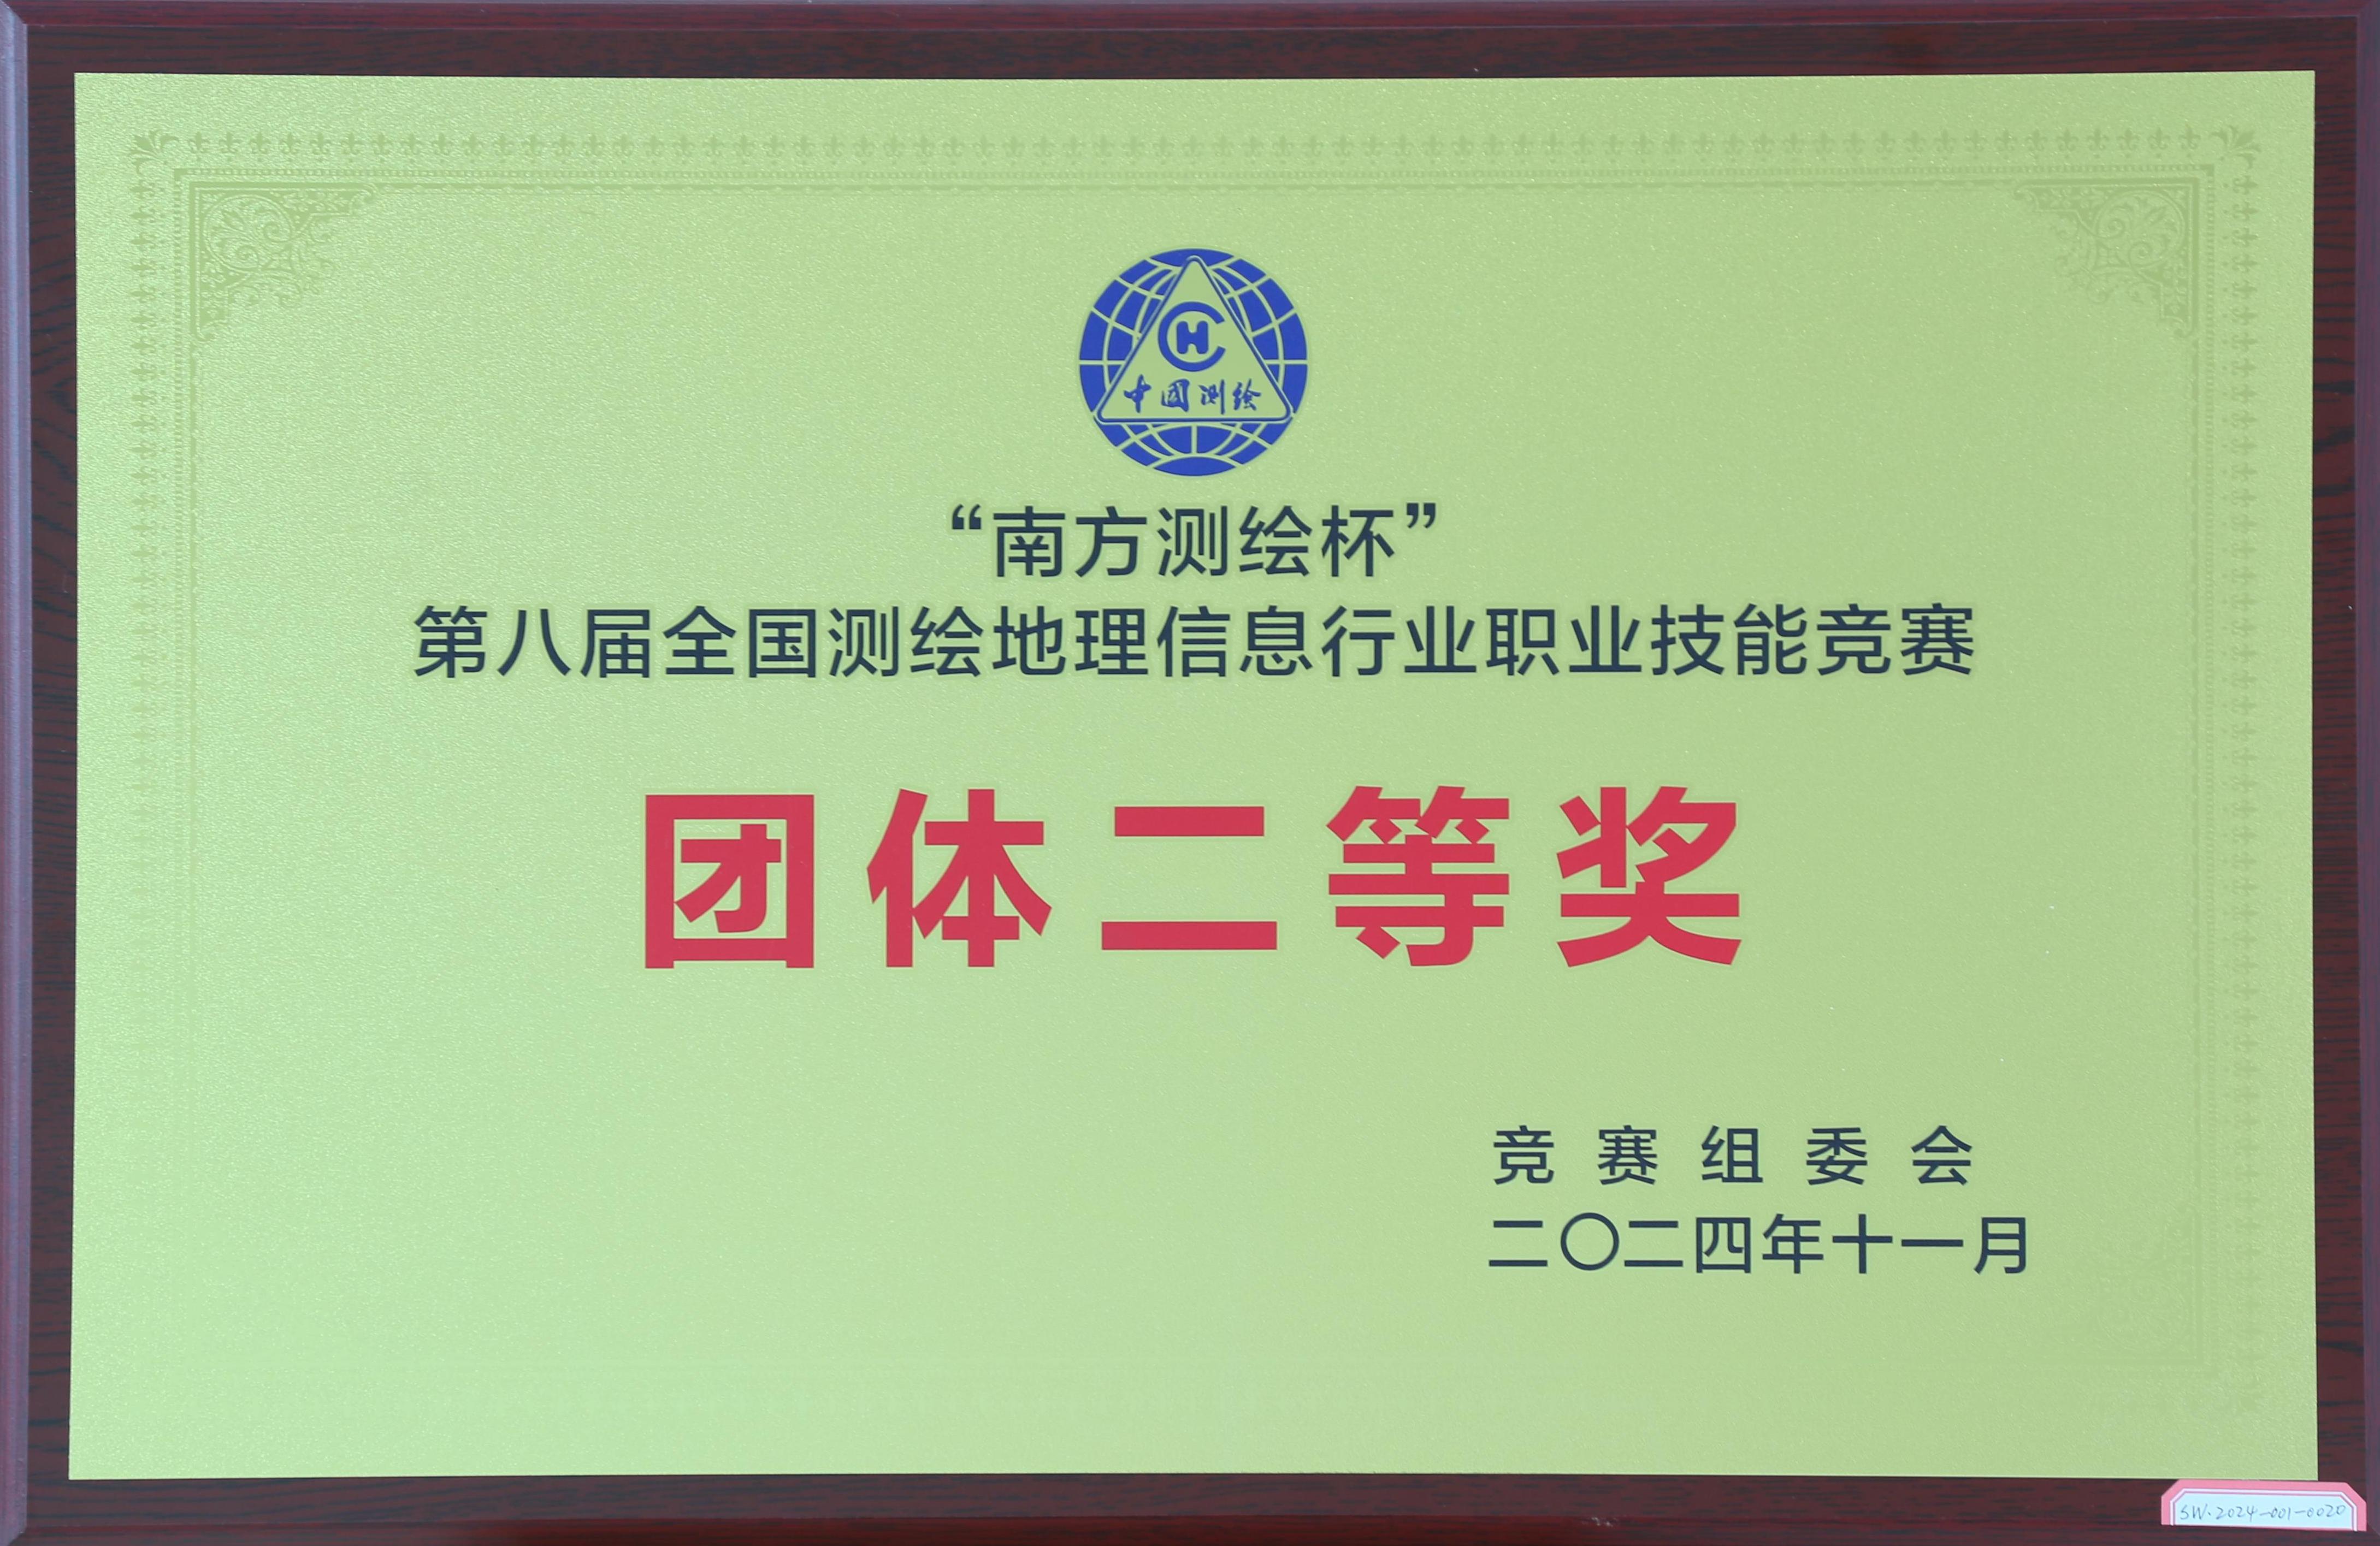 CH
中國测绘
“南方测绘杯”
第八届全国测绘地理信息行业职业技能竞赛
团体二等奖
竞赛组委会
二〇二四年十一月
SW·2024-001-0020